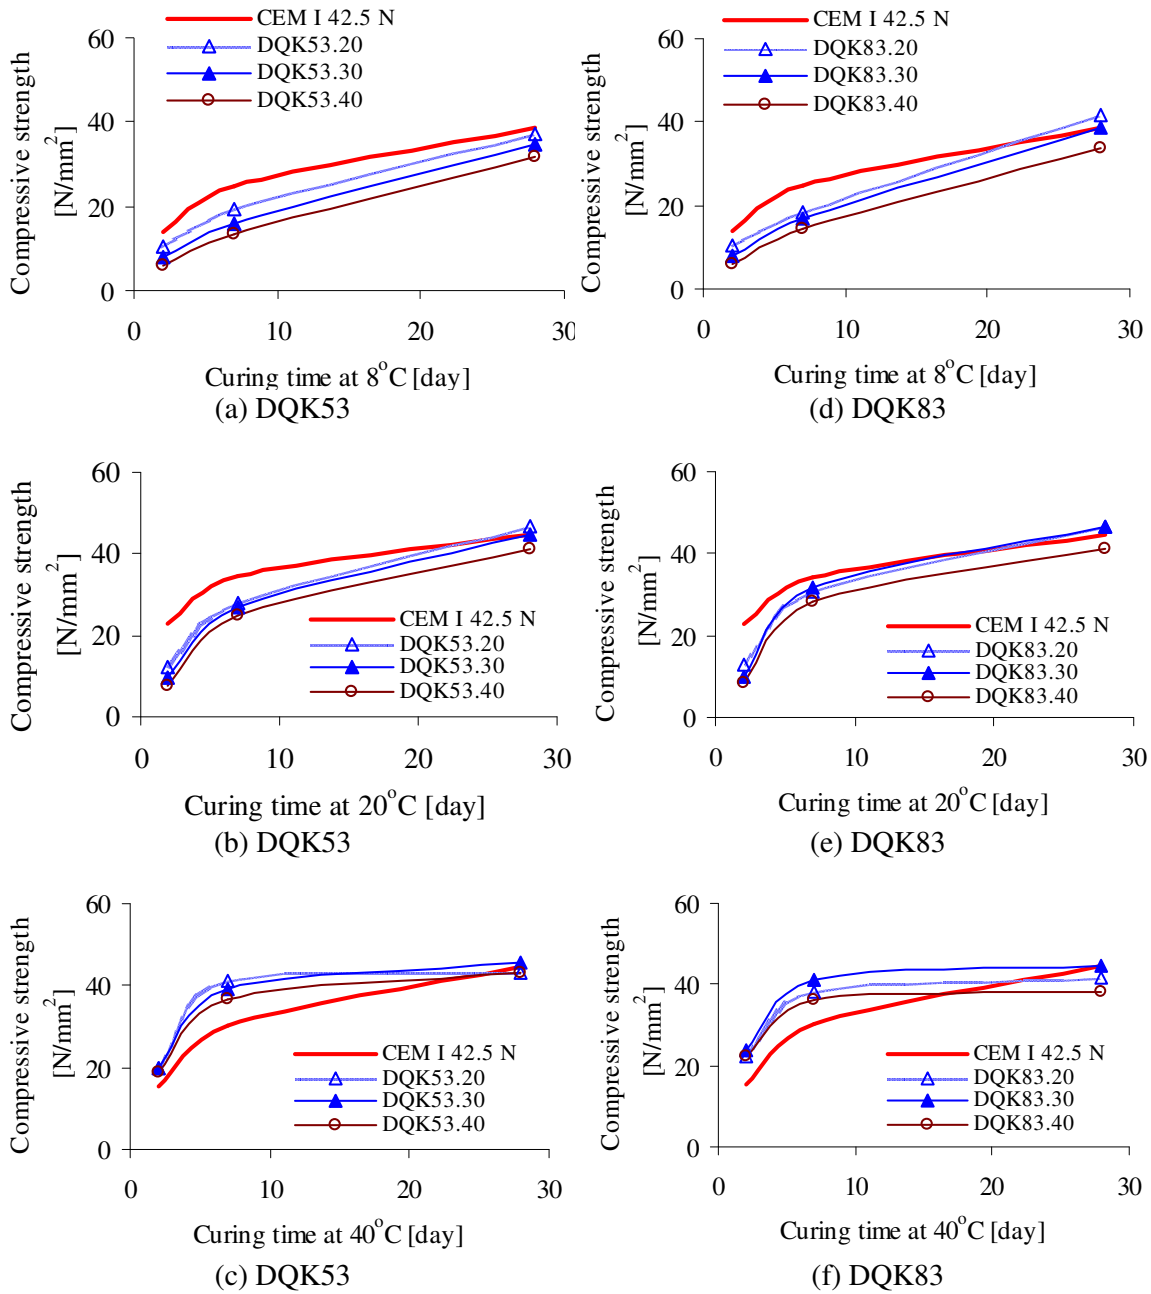 CEM I 42.5 N
DQK53.20
DQK53.30
DQK53.40
Compressive strength
[N/mm²]
60
40
20
0
0 10 20 30
Curing time at 8°C [day]
(a) DQK53
CEM I 42.5 N
DQK83.20
DQK83.30
DQK83.40
Compressive strength
[N/mm²]
60
40
20
0
0 10 20 30
Curing time at 8°C [day]
(d) DQK83
Compressive strength
[N/mm²]
60
40
20
0
CEM I 42.5 N
DQK53.20
DQK53.30
DQK53.40
0 10 20 30
Curing time at 20°C [day]
(b) DQK53
Compressive strength
[N/mm²]
60
40
20
0
CEM I 42.5 N
DQK83.20
DQK83.30
DQK83.40
0 10 20 30
Curing time at 20°C [day]
(e) DQK83
Compressive strength
[N/mm²]
60
40
20
0
CEM I 42.5 N
DQK53.20
DQK53.30
DQK53.40
0 10 20 30
Curing time at 40°C [day]
(c) DQK53
Compressive strength
[N/mm²]
60
40
20
0
CEM I 42.5 N
DQK83.20
DQK83.30
DQK83.40
0 10 20 30
Curing time at 40°C [day]
(f) DQK83